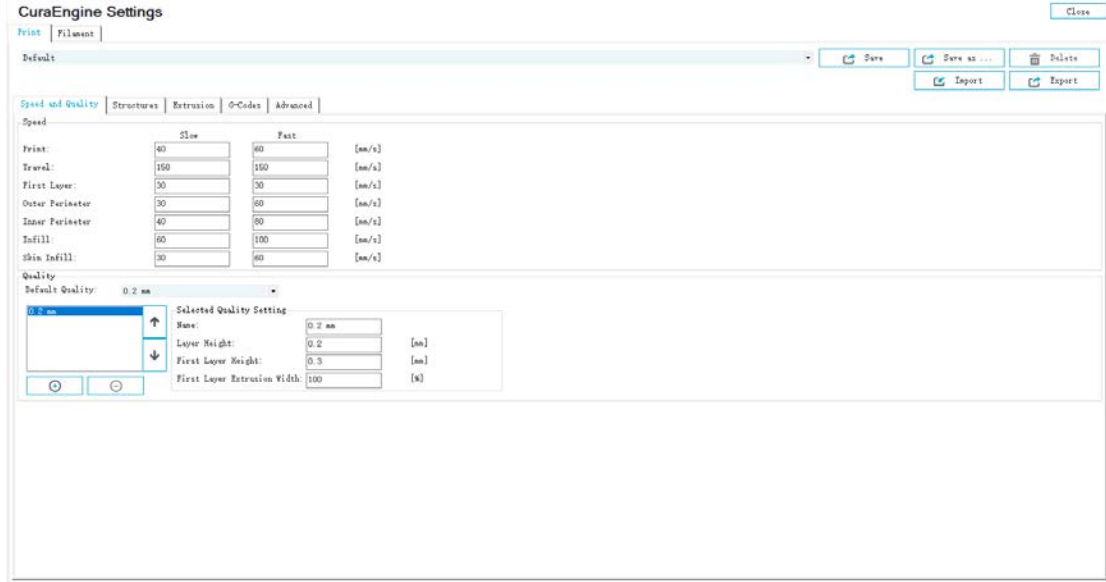 CuraEngine Settings
Close
Print Filament
Default
Save Save as ... Delete
Import Export
Speed and Quality Structures Extrusion G-Codes Advanced
Speed
Slow Fast
Print: 40 60 [mm/s]
Travel: 150 150 [mm/s]
First Layer: 30 30 [mm/s]
Outer Perimeter 30 60 [mm/s]
Inner Perimeter 40 80 [mm/s]
Infill: 60 100 [mm/s]
Skin Infill: 30 60 [mm/s]
Quality
Default Quality: 0.2 mm
0.2 mm
Selected Quality Setting
Name: 0.2 mm
Layer Height: 0.2 [mm]
First Layer Height: 0.3 [mm]
First Layer Extrusion Width: 100 [%]